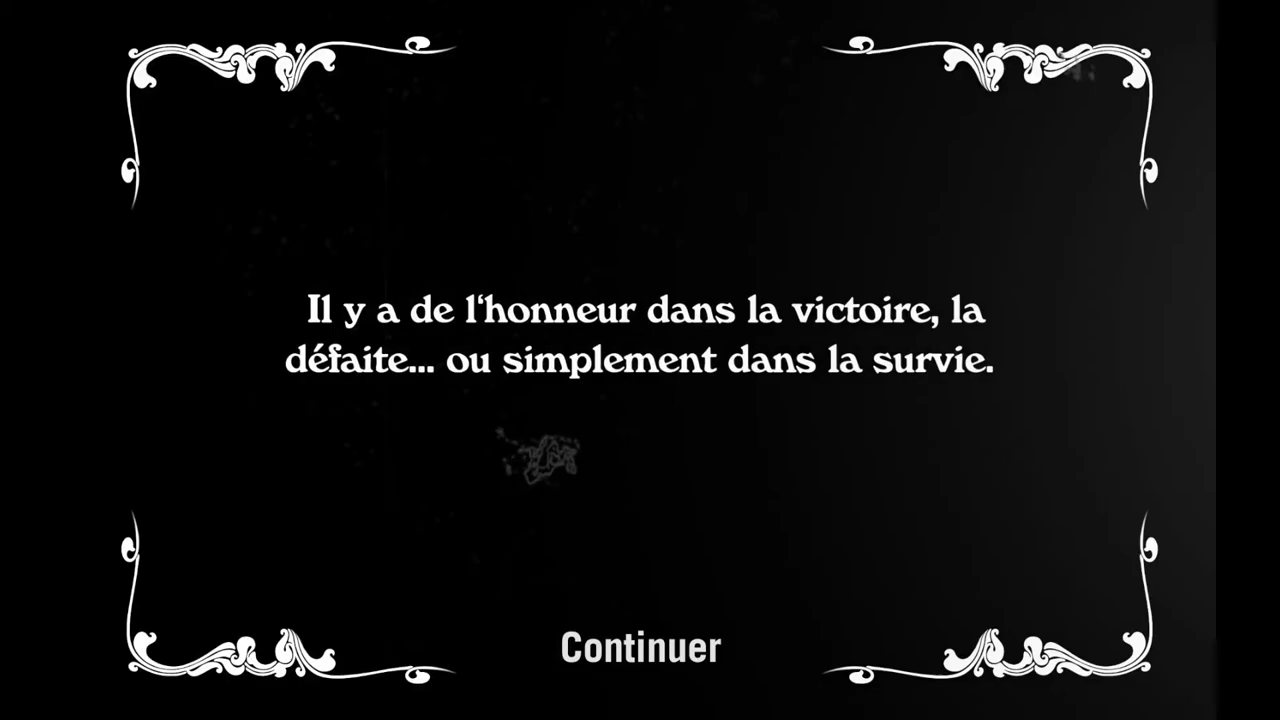 Il y a de l‘honneur dans la victoire, la
défaite... ou simplement dans la survie.
Continuer